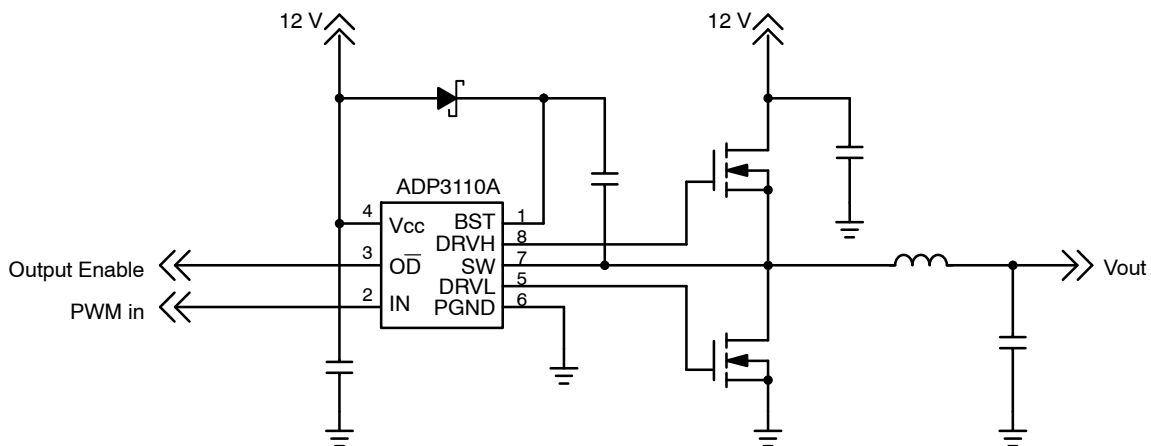 12 V
12 V
ADP3110A
4
Vcc
BST
1
DRVH
8
Output Enable
3
OD̅
SW
7
DRVL
5
PWM in
2
IN
PGND
6
Vout